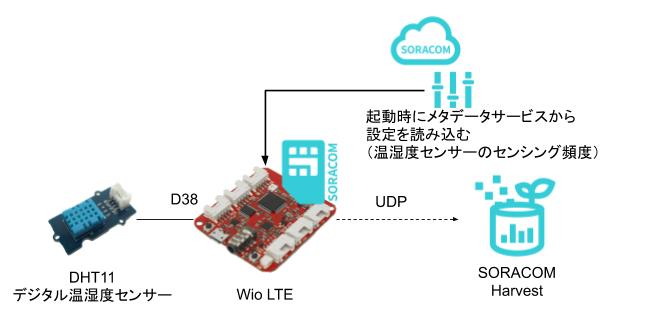 SORACOM
起動時にメタデータサービスから
設定を読み込む
（温湿度センサーのセンシング頻度）
SORACOM
D38
UDP
DHT11
デジタル温湿度センサー
Wio LTE
SORACOM
Harvest